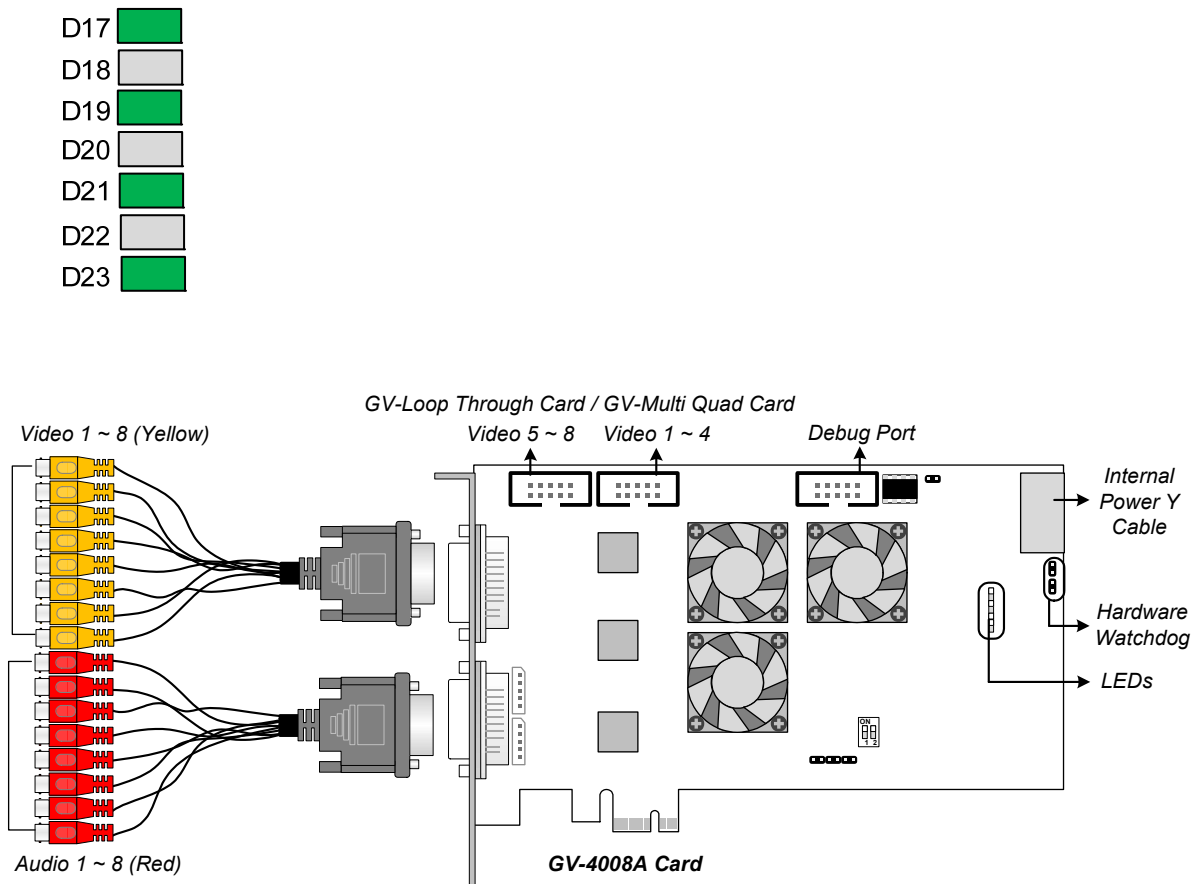 D17
D18
D19
D20
D21
D22
D23
GV-Loop Through Card / GV-Multi Quad Card
Video 1 ~ 8 (Yellow)
Video 5 ~ 8
Video 1 ~ 4
Debug Port
Internal
Power Y
Cable
Hardware
Watchdog
LEDs
ON
1 2
Audio 1 ~ 8 (Red)
GV-4008A Card